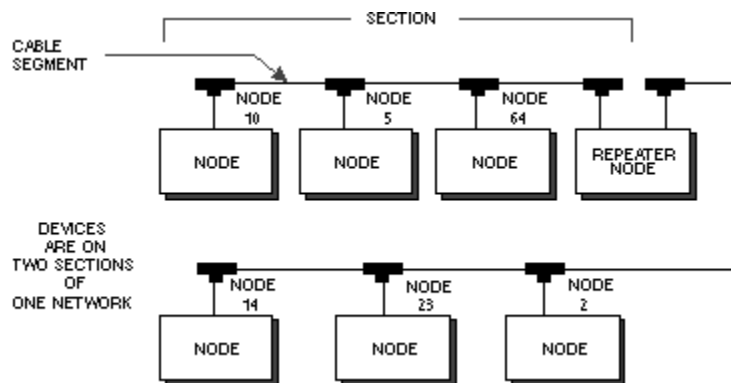 SECTION
CABLE
SEGMENT
NODE
10
NODE
5
NODE
64
NODE
NODE
NODE
REPEATER
NODE
DEVICES
ARE ON
TWO SECTIONS
OF
ONE NETWORK
NODE
14
NODE
23
NODE
2
NODE
NODE
NODE